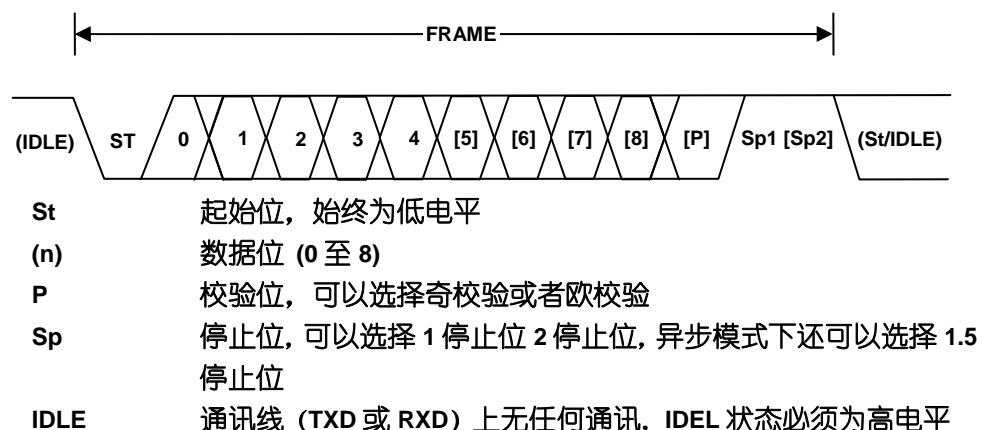 FRAME
(IDLE) ST 0 1 2 3 4 [5] [6] [7] [8] [P] Sp1 [Sp2] (St/IDLE)
St 起始位，始终为低电平
(n) 数据位 (0 至 8)
P 校验位，可以选择奇校验或者欧校验
Sp 停止位，可以选择 1 停止位 2 停止位，异步模式下还可以选择 1.5
停止位
IDLE 通讯线（TXD 或 RXD）上无任何通讯，IDEL 状态必须为高电平